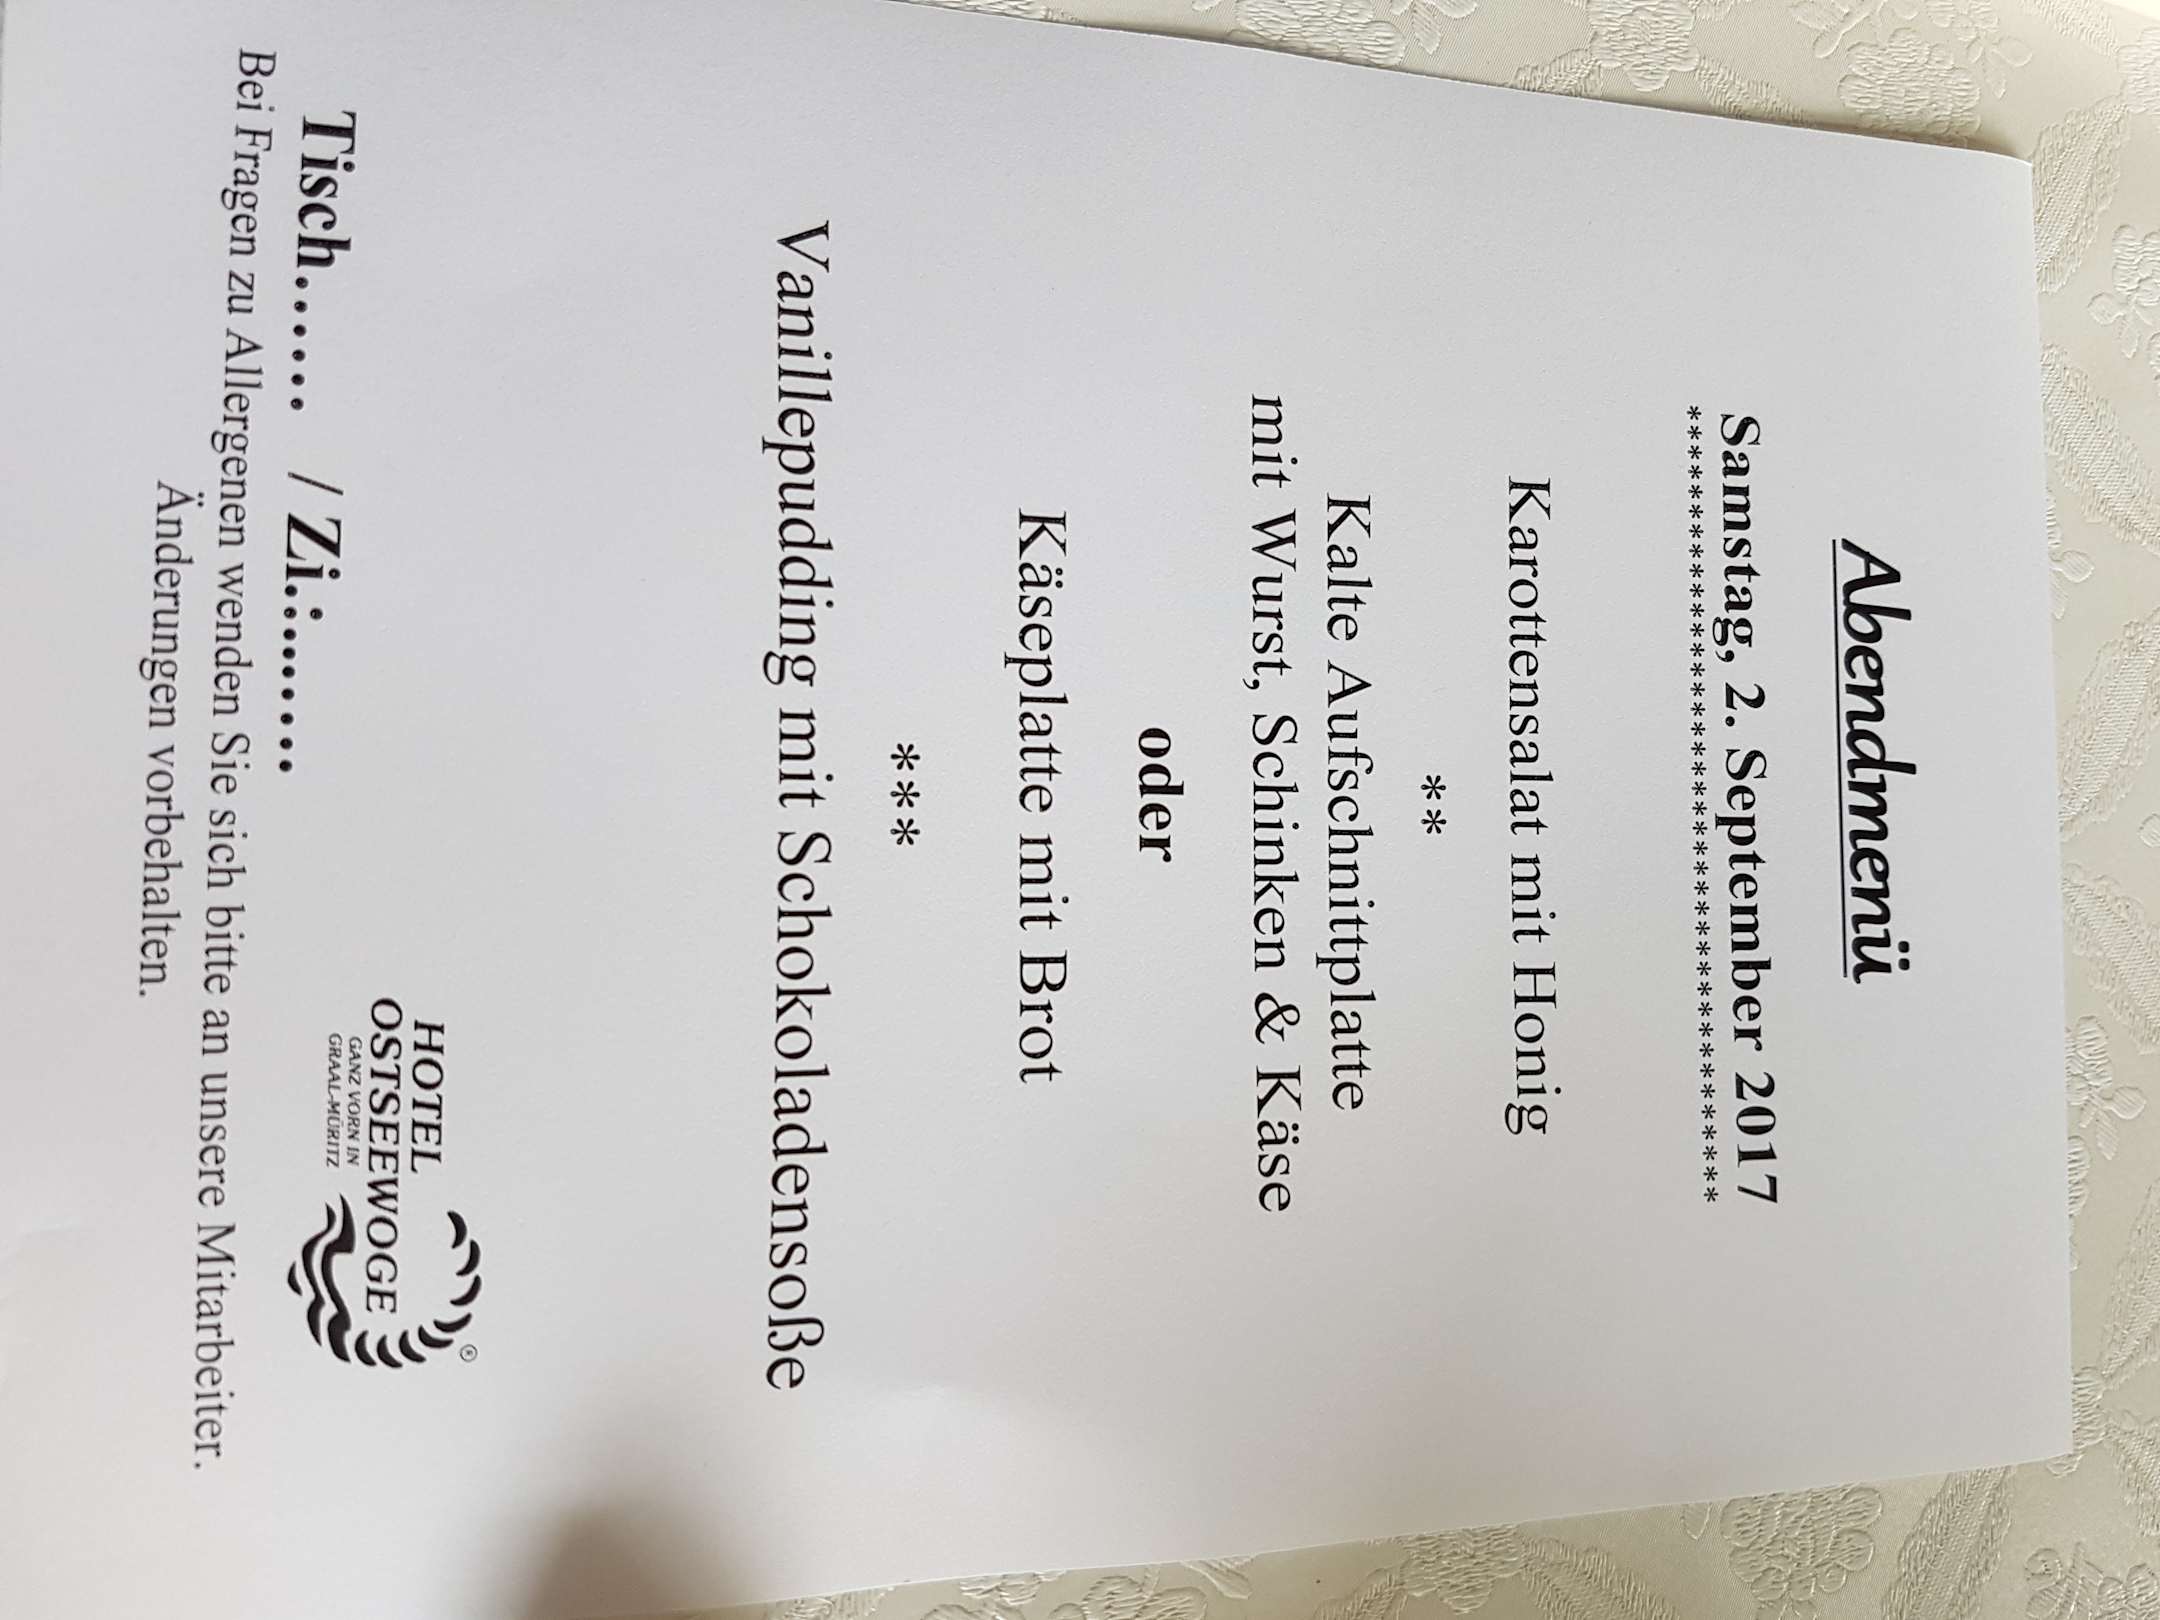 Abendmenü
Samstag, 2. September 2017
****************************************
Karottensalat mit Honig
**
Kalte Aufschnittplatte
mit Wurst, Schinken & Käse
oder
Käseplatte mit Brot
***
Vanillepudding mit Schokoladensoße
HOTEL
OSTSEEWOGE
GANZ VORN IN
GRAAL-MÜRITZ
®
Tisch…… / Zi.:………
Bei Fragen zu Allergenen wenden Sie sich bitte an unsere Mitarbeiter.
Änderungen vorbehalten.